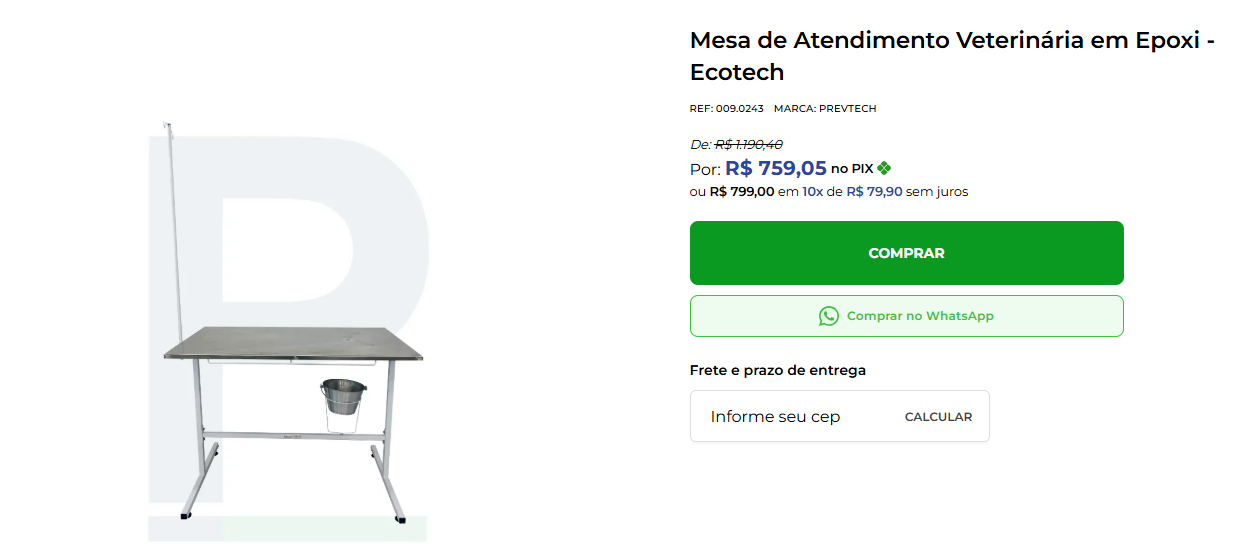 Mesa de Atendimento Veterinária em Epoxi -
Ecotech
REF: 009.0243 MARCA: PREVTECH
De: R$ 1.190,40
Por: R$ 759,05 no PIX
ou R$ 799,00 em 10x de R$ 79,90 sem juros
COMPRAR
Comprar no WhatsApp
Frete e prazo de entrega
Informe seu cep CALCULAR